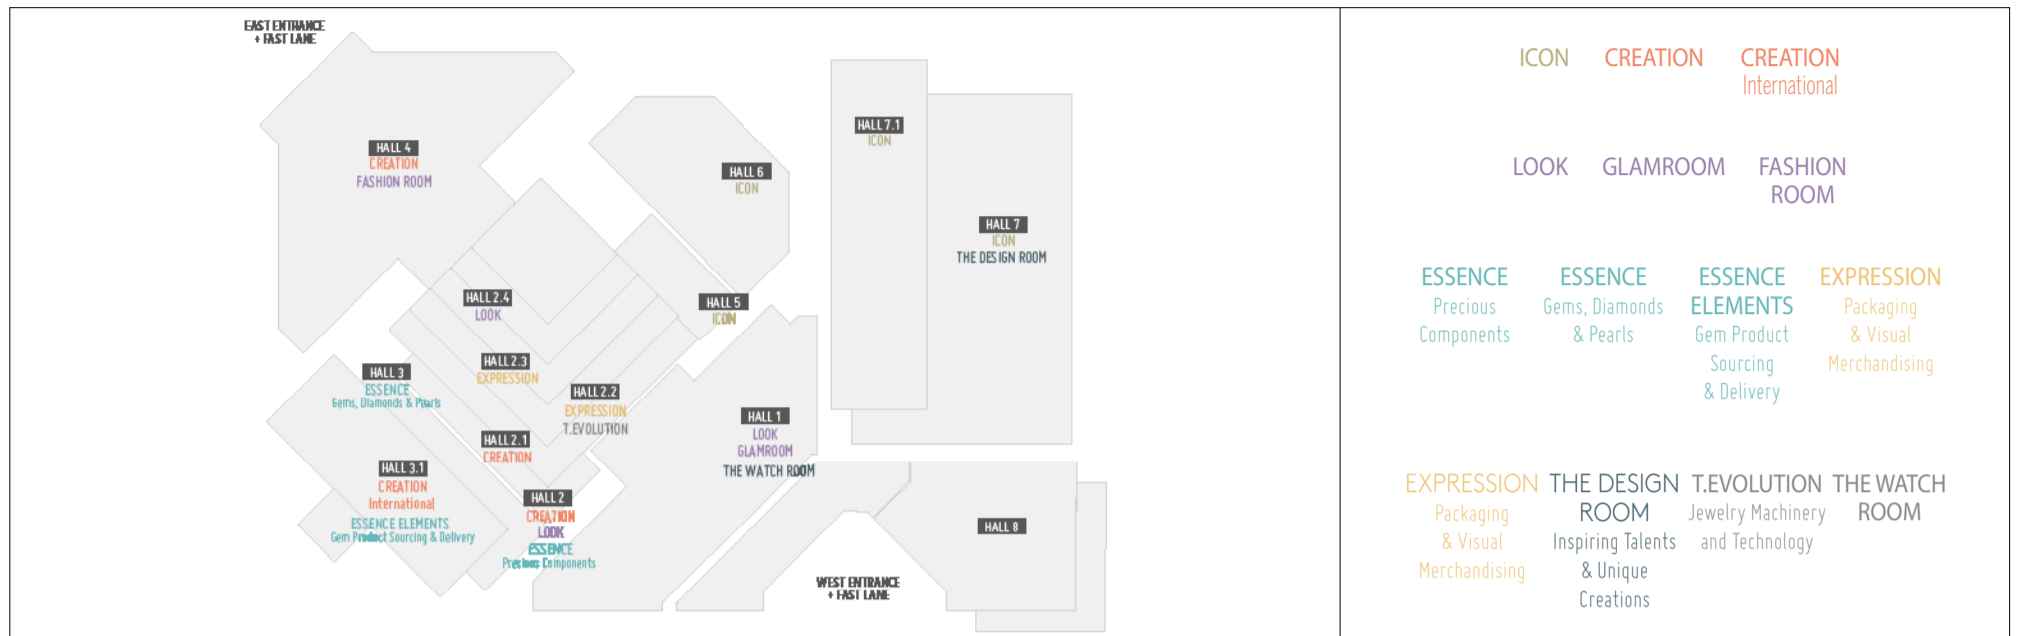 EAST ENTRANCE
+ FAST LANE
HALL 4
CREATION
FASHION ROOM
HALL 6
ICON
HALL 7.1
ICON
HALL 7
ICON
THE DESIGN ROOM
HALL 2.4
LOOK
HALL 5
ICON
HALL 2.3
EXPRESSION
HALL 3
ESSENCE
Gems, Diamonds & Pearls
HALL 2.2
EXPRESSION
T.EVOLUTION
HALL 2.1
CREATION
HALL 1
LOOK
GLAMROOM
THE WATCH ROOM
HALL 3.1
CREATION
International
ESSENCE ELEMENTS
Gem Product Sourcing & Delivery
HALL 2
CREATION
LOOK
ESSENCE
Precious Components
HALL 8
WEST ENTRANCE
+ FAST LANE
ICON
CREATION
CREATION
International
LOOK
GLAMROOM
FASHION
ROOM
ESSENCE
Precious
Components
ESSENCE
Gems, Diamonds
& Pearls
ESSENCE
ELEMENTS
Gem Product
Sourcing
& Delivery
EXPRESSION
Packaging
& Visual
Merchandising
EXPRESSION
Packaging
& Visual
Merchandising
THE DESIGN
ROOM
Inspiring Talents
& Unique
Creations
T.EVOLUTION
Jewelry Machinery
and Technology
THE WATCH
ROOM